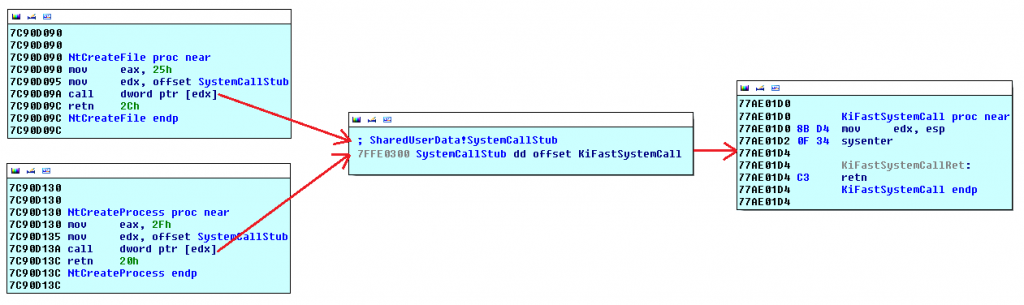 7C90D090
7C90D090
7C90D090 NtCreateFile proc near
7C90D090 mov eax, 25h
7C90D095 mov edx, offset SystemCallStub
7C90D09A call dword ptr [edx]
7C90D09C retn 2Ch
7C90D09C NtCreateFile endp
7C90D09C
7C90D130
7C90D130
7C90D130 NtCreateProcess proc near
7C90D130 mov eax, 2Fh
7C90D135 mov edx, offset SystemCallStub
7C90D13A call dword ptr [edx]
7C90D13C retn 20h
7C90D13C NtCreateProcess endp
7C90D13C
; SharedUserData!SystemCallStub
7FFE0300 SystemCallStub dd offset KiFastSystemCall
77AE01D0
77AE01D0 KiFastSystemCall proc near
77AE01D0 8B D4 mov edx, esp
77AE01D2 0F 34 sysenter
77AE01D4
77AE01D4 KiFastSystemCallRet:
77AE01D4 C3 retn
77AE01D4 KiFastSystemCall endp
77AE01D4